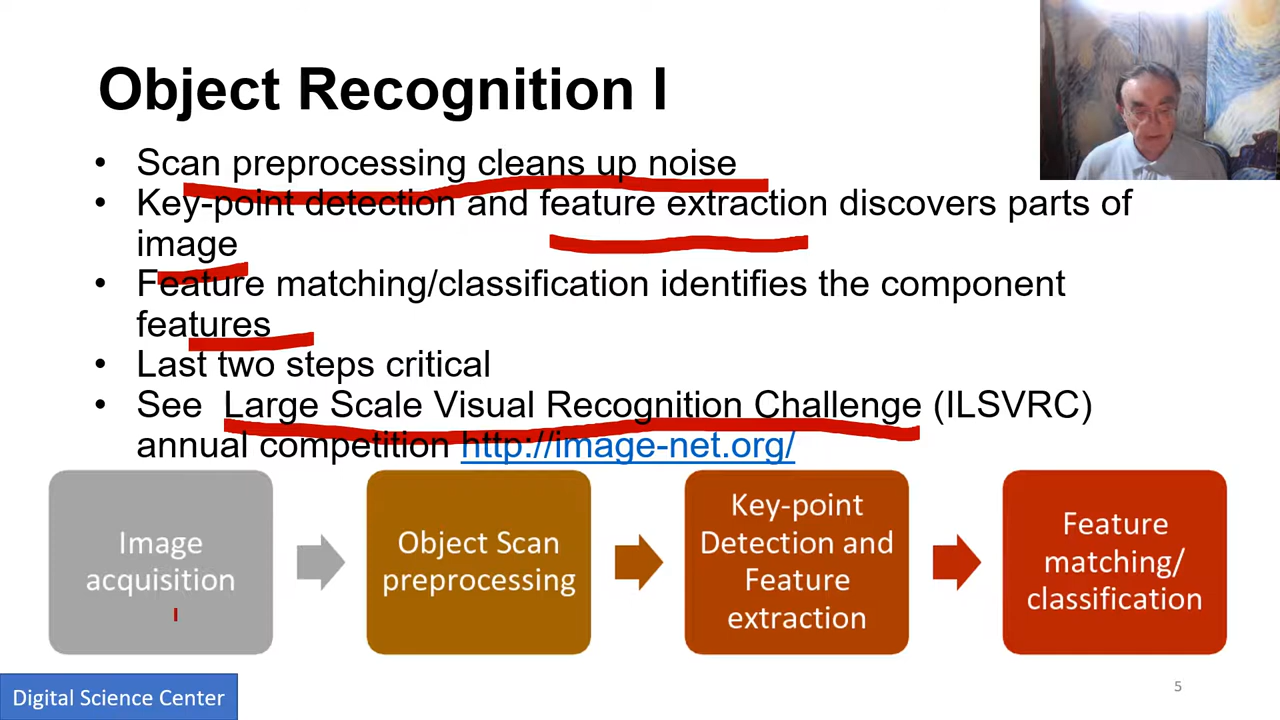 Object Recognition I
• Scan preprocessing cleans up noise
• Key-point detection and feature extraction discovers parts of
image
• Feature matching/classification identifies the component
features
• Last two steps critical
• See Large Scale Visual Recognition Challenge (ILSVRC)
annual competition http://image-net.org/
Image
acquisition
Object Scan
preprocessing
Key-point
Detection and
Feature
extraction
Feature
matching/
classification
Digital Science Center
5